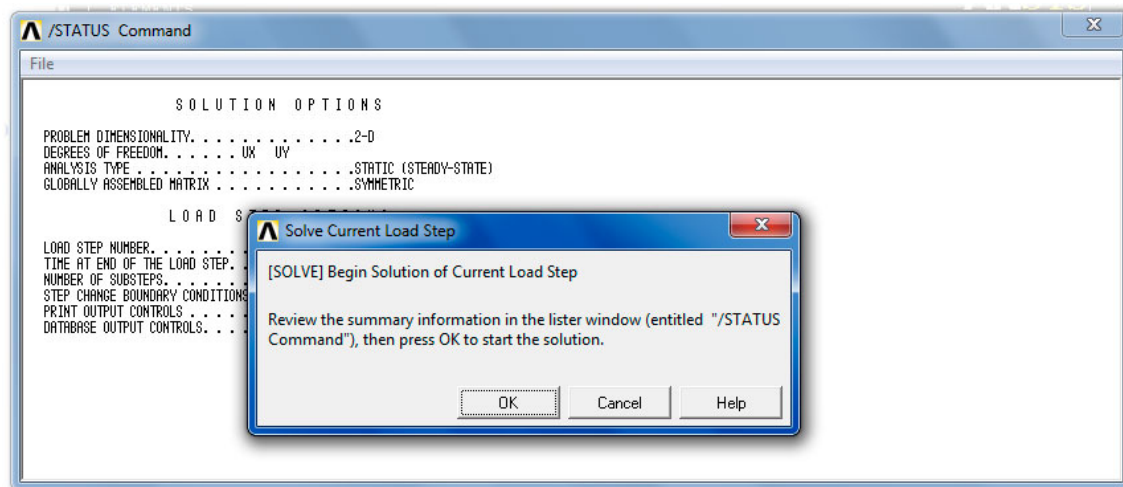 /STATUS Command
File
S O L U T I O N   O P T I O N S
PROBLEM DIMENSIONALITY. . . . . . . . . . . . .2-D
DEGREES OF FREEDOM. . . . . . UX   UY
ANALYSIS TYPE . . . . . . . . . . . . . . . . .STATIC (STEADY-STATE)
GLOBALLY ASSEMBLED MATRIX . . . . . . . . . . .SYMMETRIC
L O A D   S
LOAD STEP NUMBER. . . . . . . .
TIME AT END OF THE LOAD STEP. .
NUMBER OF SUBSTEPS. . . . . . .
STEP CHANGE BOUNDARY CONDITIONS
PRINT OUTPUT CONTROLS . . . . .
DATABASE OUTPUT CONTROLS. . . .
Solve Current Load Step
[SOLVE] Begin Solution of Current Load Step
Review the summary information in the lister window (entitled "/STATUS
Command"), then press OK to start the solution.
OK
Cancel
Help